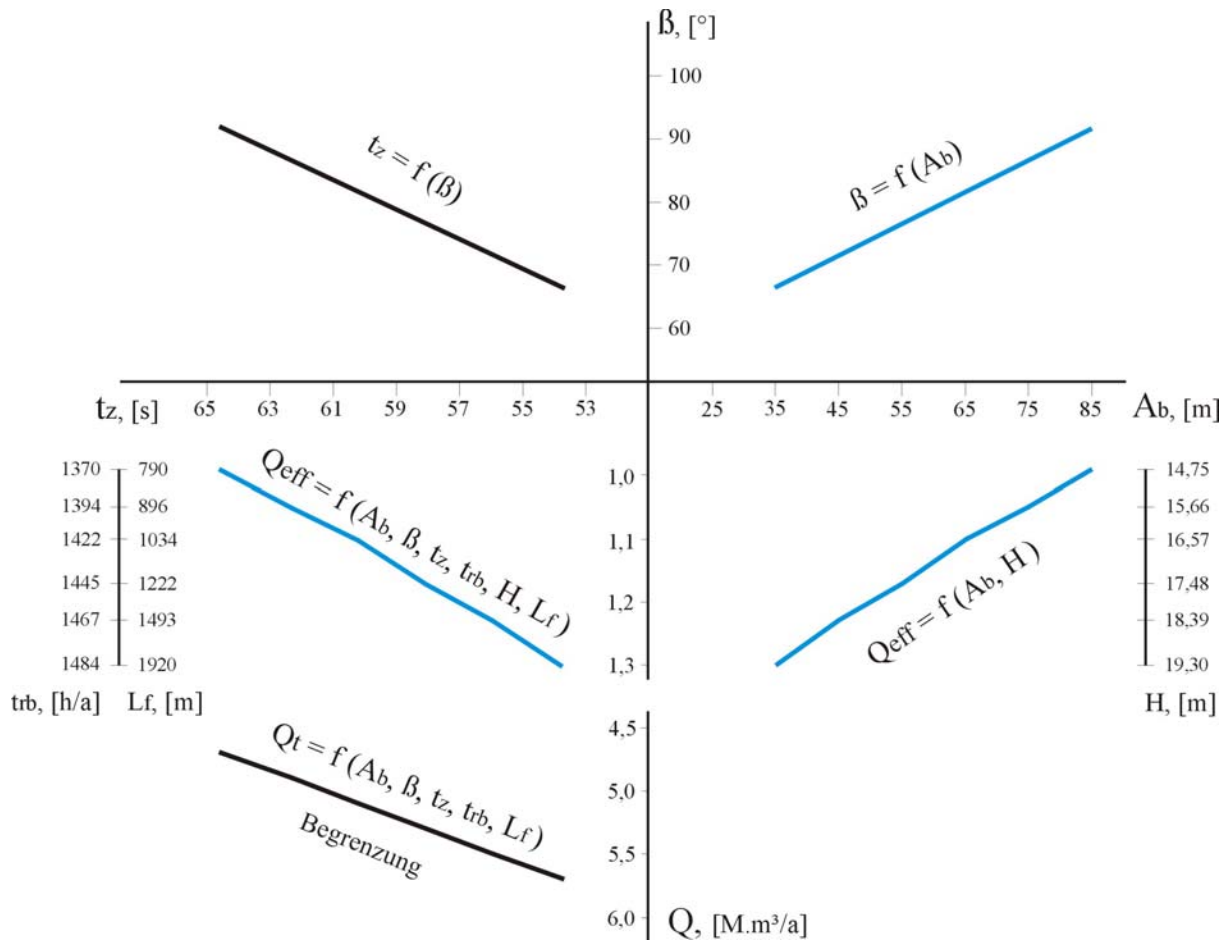 ß, [°]
100
90
80
70
60
tz = f (ß)
ß = f (Ab)
65 63 61 59 57 55 53 25 35 45 55 65 75 85
tz, [s]
Ab, [m]
1370 790
1394 896
1422 1034
1445 1222
1467 1493
1484 1920
trb, [h/a] Lf, [m]
Qeff = f (Ab, ß, tz, trb, H, Lf )
1,0
1,1
1,2
1,3
Qeff = f (Ab, H )
14,75
15,66
16,57
17,48
18,39
19,30
H, [m]
Qt = f (Ab, ß, tz, trb, Lf )
Begrenzung
4,5
5,0
5,5
6,0
Q, [M.m³/a]